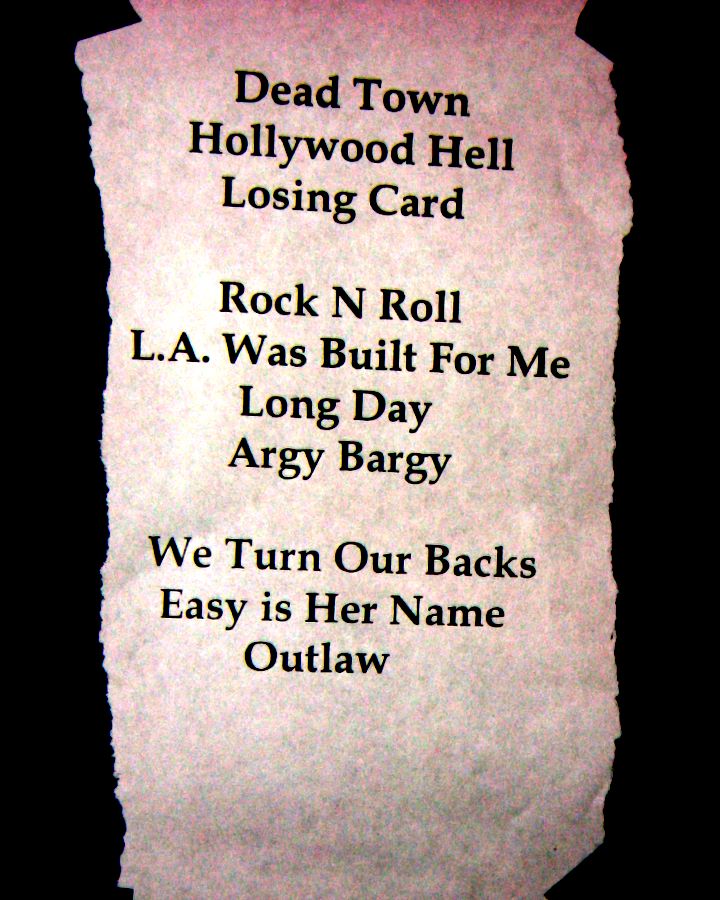 Dead Town
Hollywood Hell
Losing Card
Rock N Roll
L.A. Was Built For Me
Long Day
Argy Bargy
We Turn Our Backs
Easy is Her Name
Outlaw